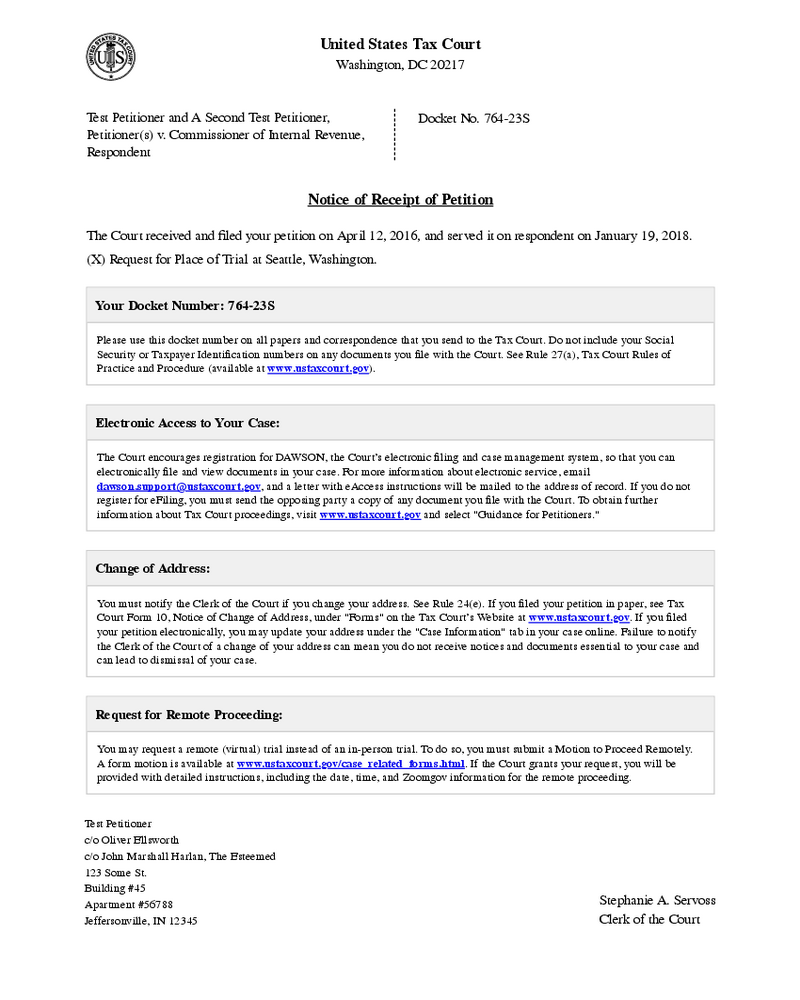 UNITED STATES TAX COURT
US
United States Tax Court
Washington, DC 20217
Test Petitioner and A Second Test Petitioner,
Petitioner(s) v. Commissioner of Internal Revenue,
Respondent
Docket No. 764-23S
Notice of Receipt of Petition
The Court received and filed your petition on April 12, 2016, and served it on respondent on January 19, 2018.
(X) Request for Place of Trial at Seattle, Washington.
Your Docket Number: 764-23S
Please use this docket number on all papers and correspondence that you send to the Tax Court. Do not include your Social
Security or Taxpayer Identification numbers on any documents you file with the Court. See Rule 27(a), Tax Court Rules of
Practice and Procedure (available at www.ustaxcourt.gov).
Electronic Access to Your Case:
The Court encourages registration for DAWSON, the Court's electronic filing and case management system, so that you can
electronically file and view documents in your case. For more information about electronic service, email
dawson.support@ustaxcourt.gov, and a letter with eAccess instructions will be mailed to the address of record. If you do not
register for eFiling, you must send the opposing party a copy of any document you file with the Court. To obtain further
information about Tax Court proceedings, visit www.ustaxcourt.gov and select "Guidance for Petitioners."
Change of Address:
You must notify the Clerk of the Court if you change your address. See Rule 24(e). If you filed your petition in paper, see Tax
Court Form 10, Notice of Change of Address, under "Forms" on the Tax Court's Website at www.ustaxcourt.gov. If you filed
your petition electronically, you may update your address under the "Case Information" tab in your case online. Failure to notify
the Clerk of the Court of a change of your address can mean you do not receive notices and documents essential to your case and
can lead to dismissal of your case.
Request for Remote Proceeding:
You may request a remote (virtual) trial instead of an in-person trial. To do so, you must submit a Motion to Proceed Remotely.
A form motion is available at www.ustaxcourt.gov/case_related_forms.html. If the Court grants your request, you will be
provided with detailed instructions, including the date, time, and Zoomgov information for the remote proceeding.
Test Petitioner
c/o Oliver Ellsworth
c/o John Marshall Harlan, The Esteemed
123 Some St.
Building #45
Apartment #56788
Jeffersonville, IN 12345
Stephanie A. Servoss
Clerk of the Court